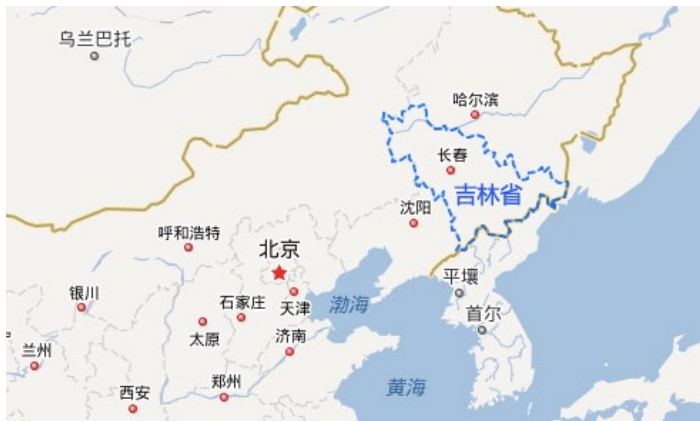 乌兰巴托
哈尔滨
长春
吉林省
沈阳
呼和浩特
北京
平壤
银川
石家庄
天津
渤海
首尔
太原
济南
兰州
郑州
黄海
西安